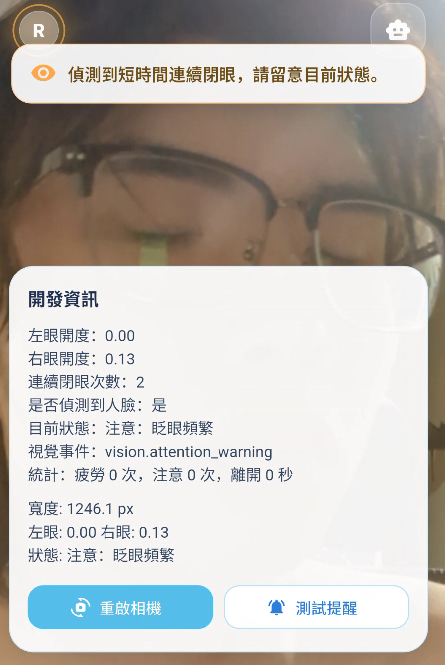 R
偵測到短時間連續閉眼，請留意目前狀態。
開發資訊
左眼開度：0.00
右眼開度：0.13
連續閉眼次數：2
是否偵測到人臉：是
目前狀態：注意：眨眼頻繁
視覺事件：vision.attention_warning
統計：疲勞 0 次，注意 0 次，離開 0 秒
寬度: 1246.1 px
左眼: 0.00 右眼: 0.13
狀態: 注意：眨眼頻繁
重啟相機
測試提醒